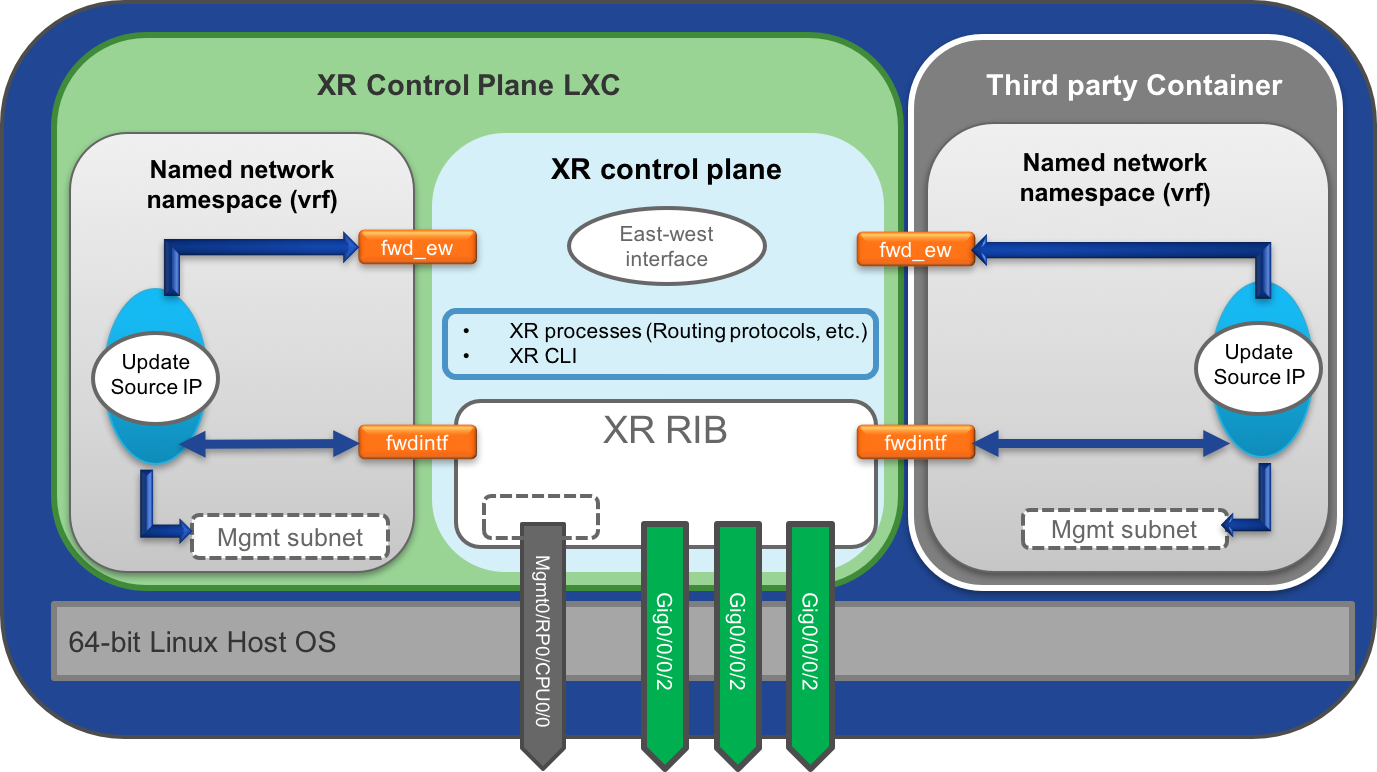 XR Control Plane LXC
Third party Container
Named network
namespace (vrf)
XR control plane
Named network
namespace (vrf)
fwd_ew
East-west
interface
fwd_ew
• XR processes (Routing protocols, etc.)
• XR CLI
Update
Source IP
Update
Source IP
fwdintf
XR RIB
fwdintf
Mgmt subnet
Mgmt subnet
Mgmt0/RP0/CPU0/0
Gig0/0/0/2
Gig0/0/0/2
Gig0/0/0/2
64-bit Linux Host OS